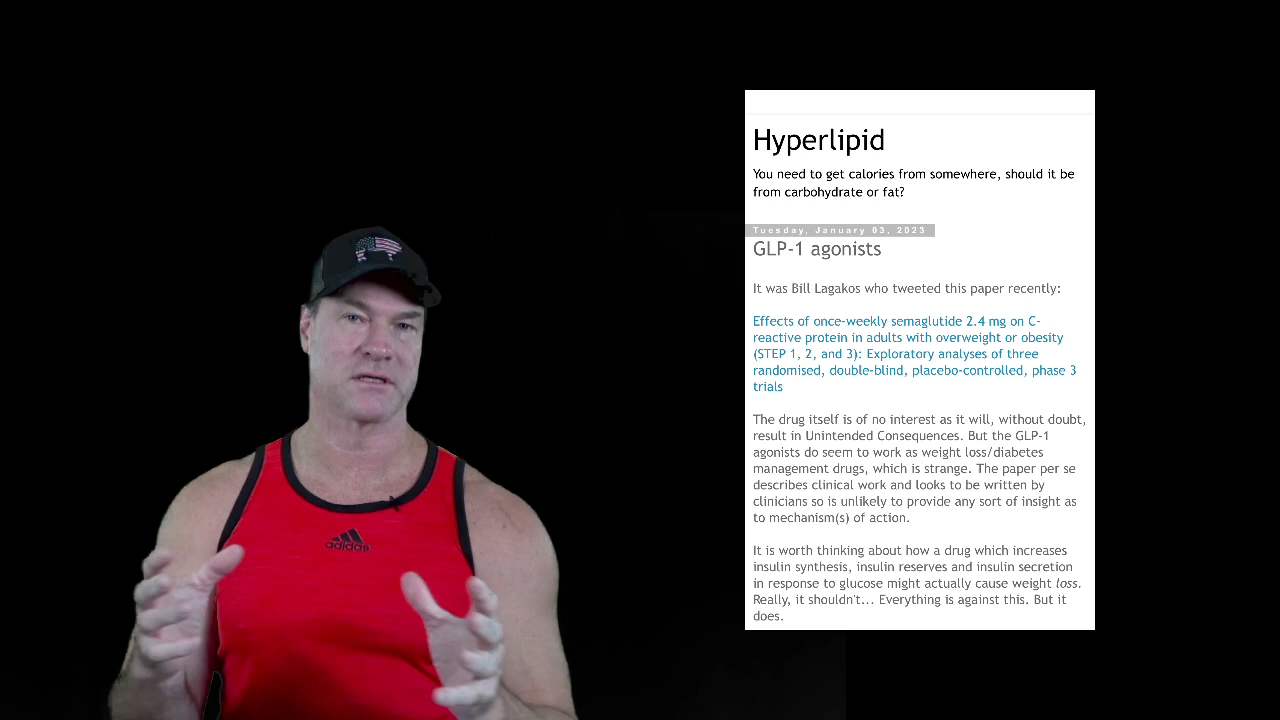 Hyperlipid
You need to get calories from somewhere, should it be
from carbohydrate or fat?
Tuesday, January 03, 2023
GLP-1 agonists
It was Bill Lagakos who tweeted this paper recently:
Effects of once-weekly semaglutide 2.4 mg on C-
reactive protein in adults with overweight or obesity
(STEP 1, 2, and 3): Exploratory analyses of three
randomised, double-blind, placebo-controlled, phase 3
trials
The drug itself is of no interest as it will, without doubt,
result in Unintended Consequences. But the GLP-1
agonists do seem to work as weight loss/diabetes
management drugs, which is strange. The paper per se
describes clinical work and looks to be written by
clinicians so is unlikely to provide any sort of insight as
to mechanism(s) of action.
It is worth thinking about how a drug which increases
insulin synthesis, insulin reserves and insulin secretion
in response to glucose might actually cause weight loss.
Really, it shouldn't... Everything is against this. But it
does.
adidas